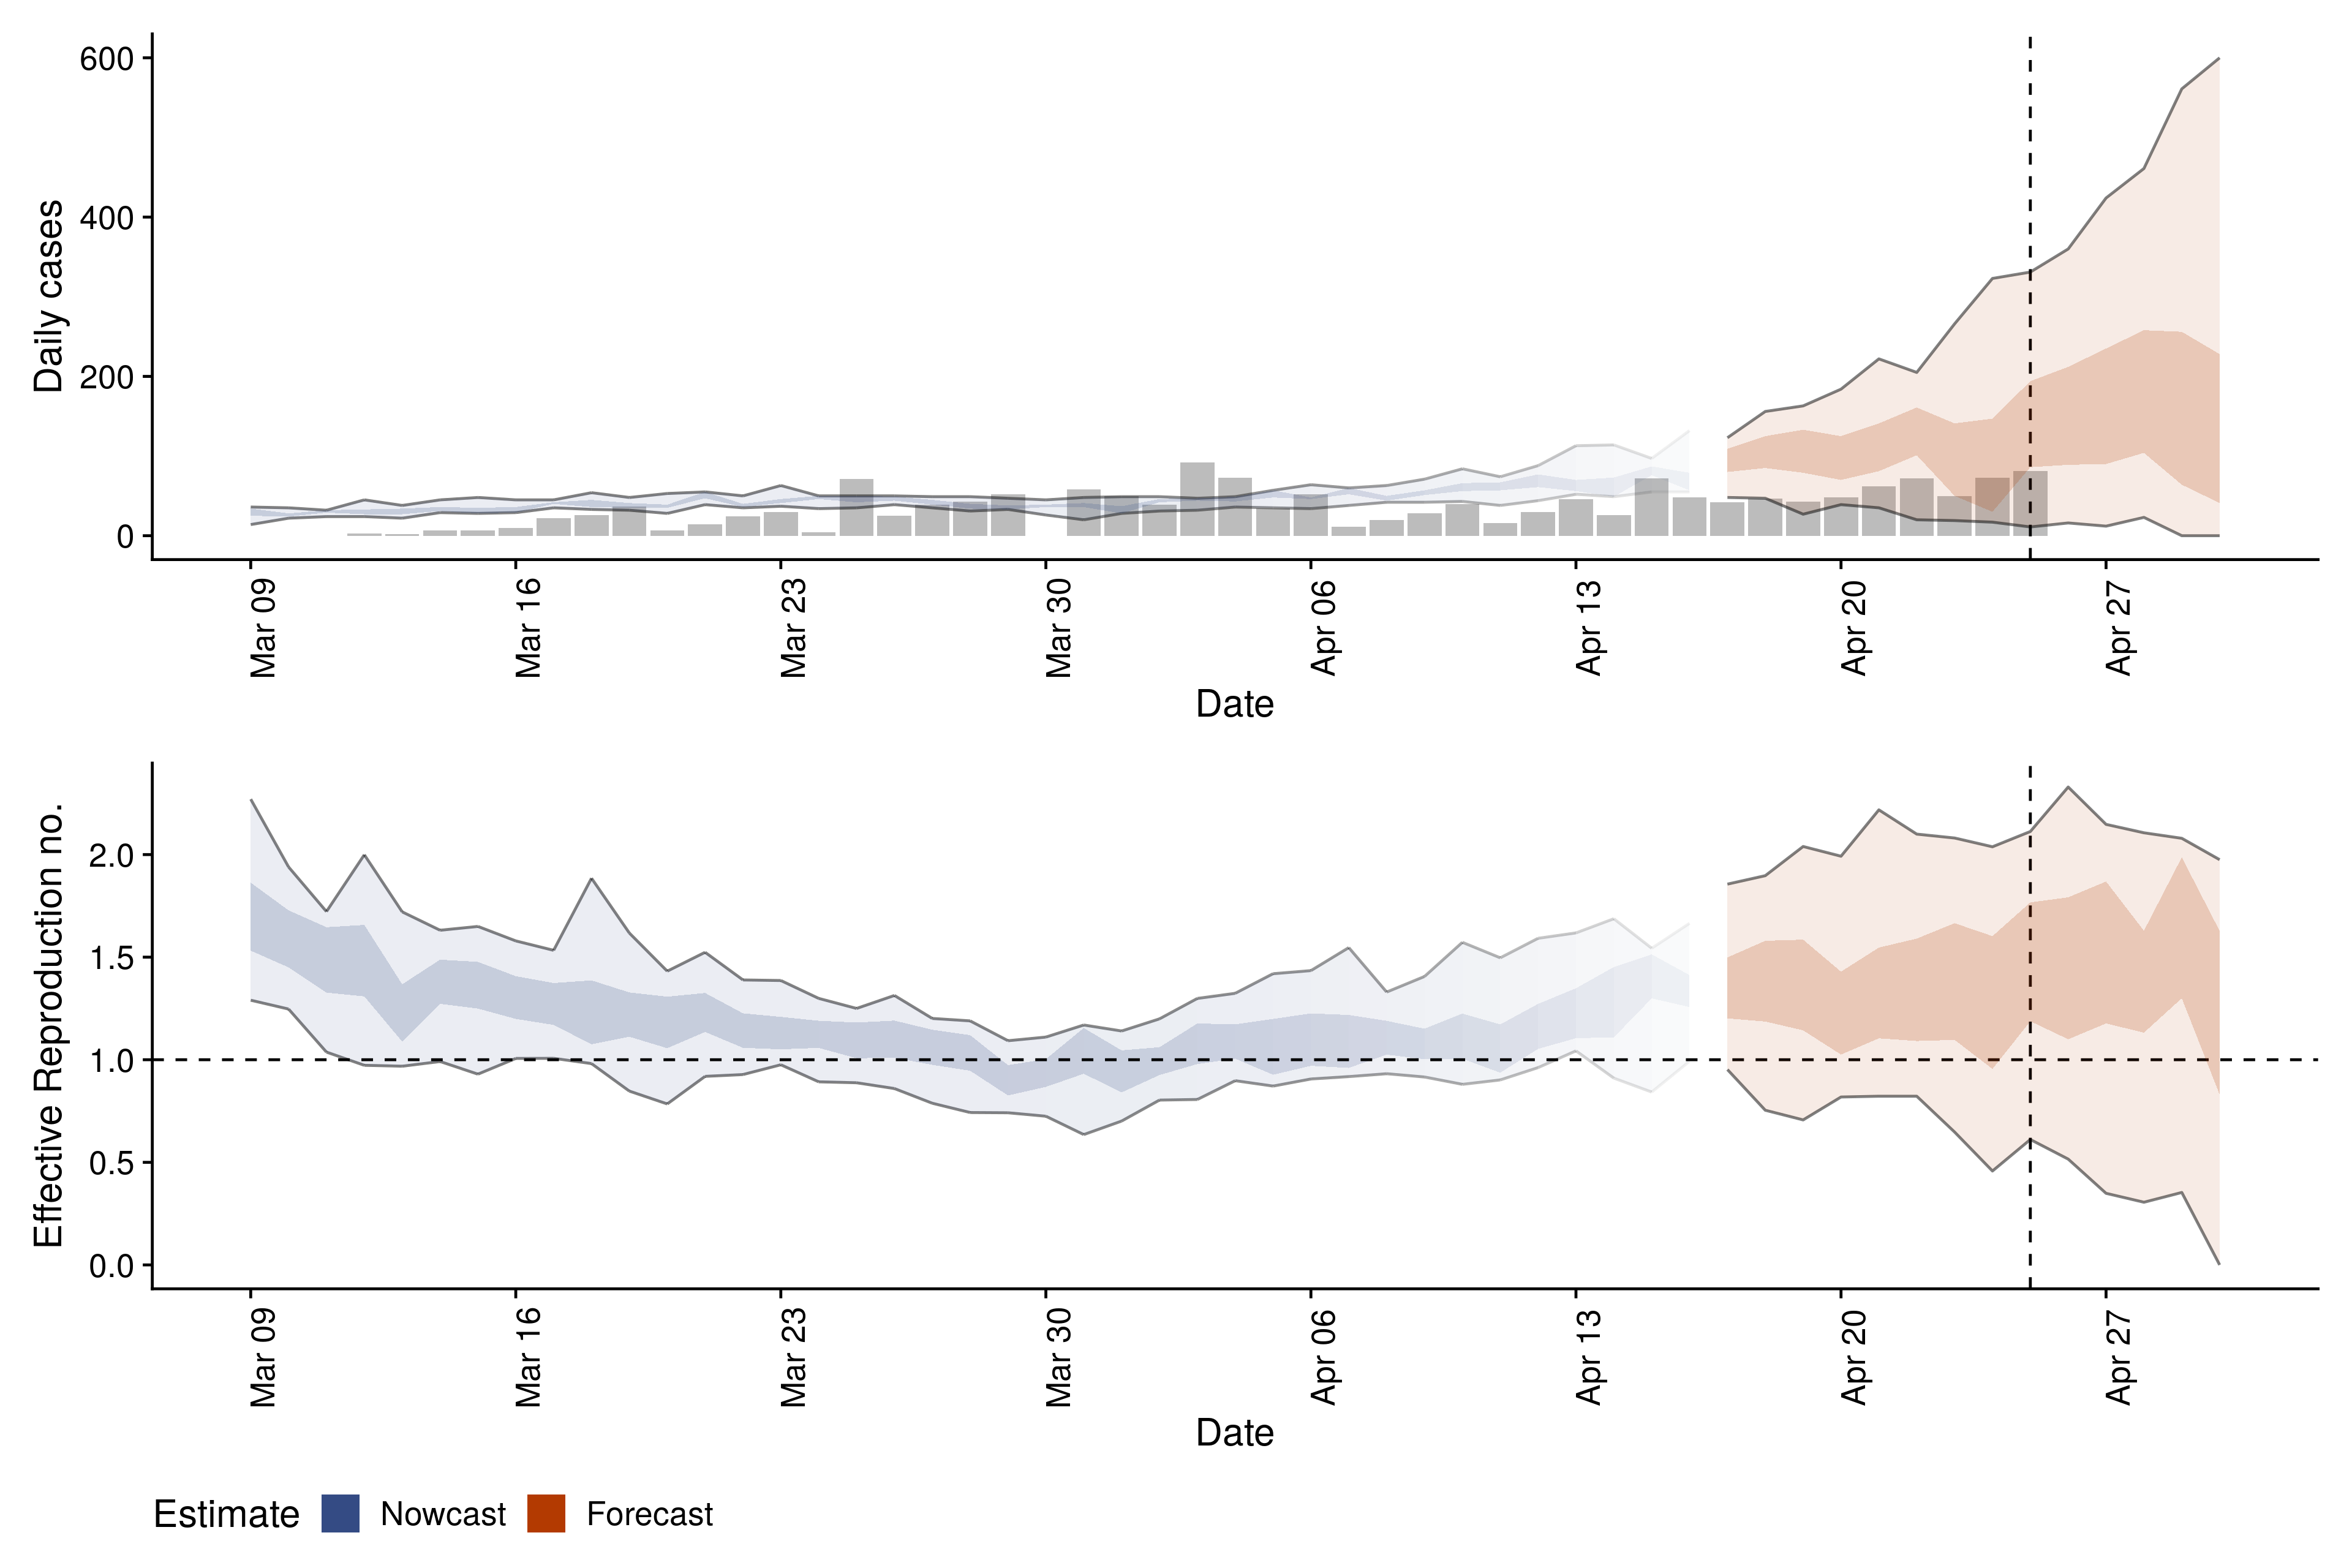 600
400
200
0
Daily cases
Mar 09
Mar 16
Mar 23
Mar 30
Apr 06
Apr 13
Apr 20
Apr 27
Date
2.0
1.5
1.0
0.5
0.0
Effective Reproduction no.
Mar 09
Mar 16
Mar 23
Mar 30
Apr 06
Apr 13
Apr 20
Apr 27
Date
Estimate Nowcast Forecast